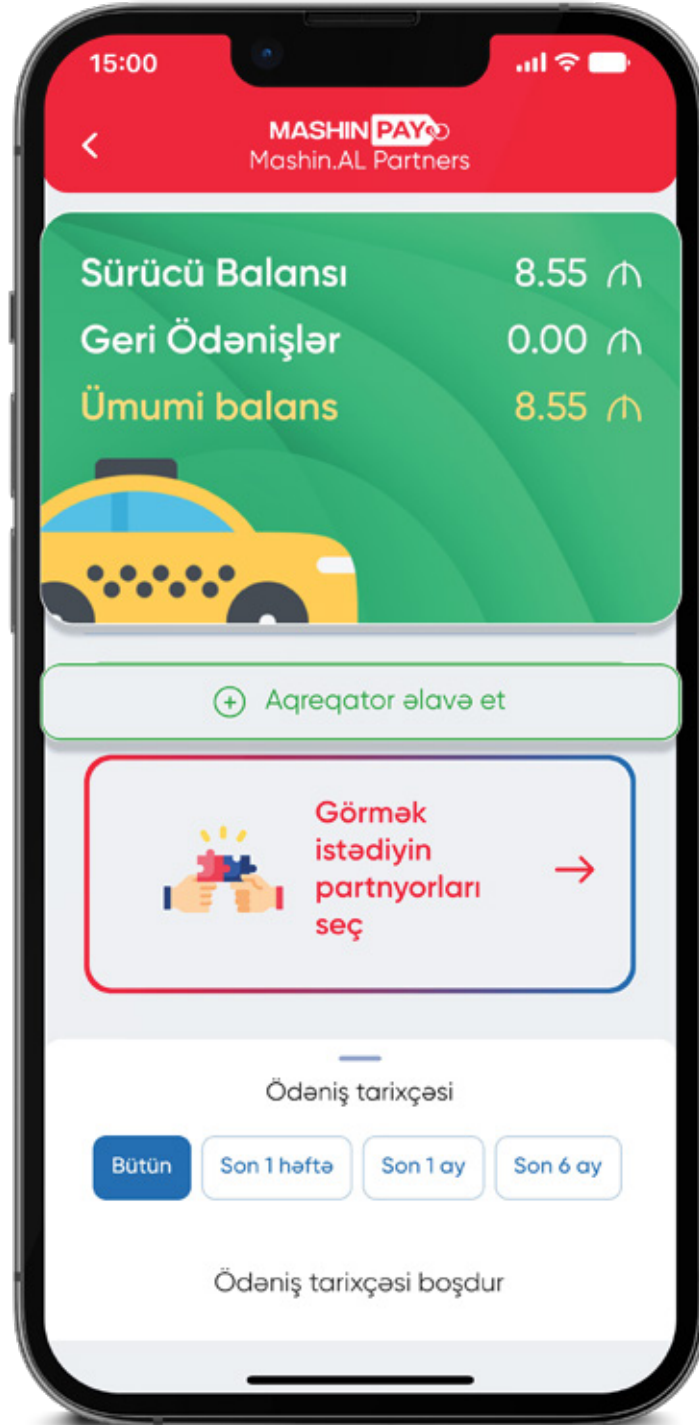 15:00
MASHIN PAY
Mashin.AL Partners
Sürücü Balansı 8.55 ₼
Geri Ödənişlər 0.00 ₼
Ümumi balans 8.55 ₼
Aqreqator əlavə et
Görmək
istədiyin
partnyorları
seç
Ödəniş tarixçəsi
Bütün Son 1 həftə Son 1 ay Son 6 ay
Ödəniş tarixçəsi boşdur